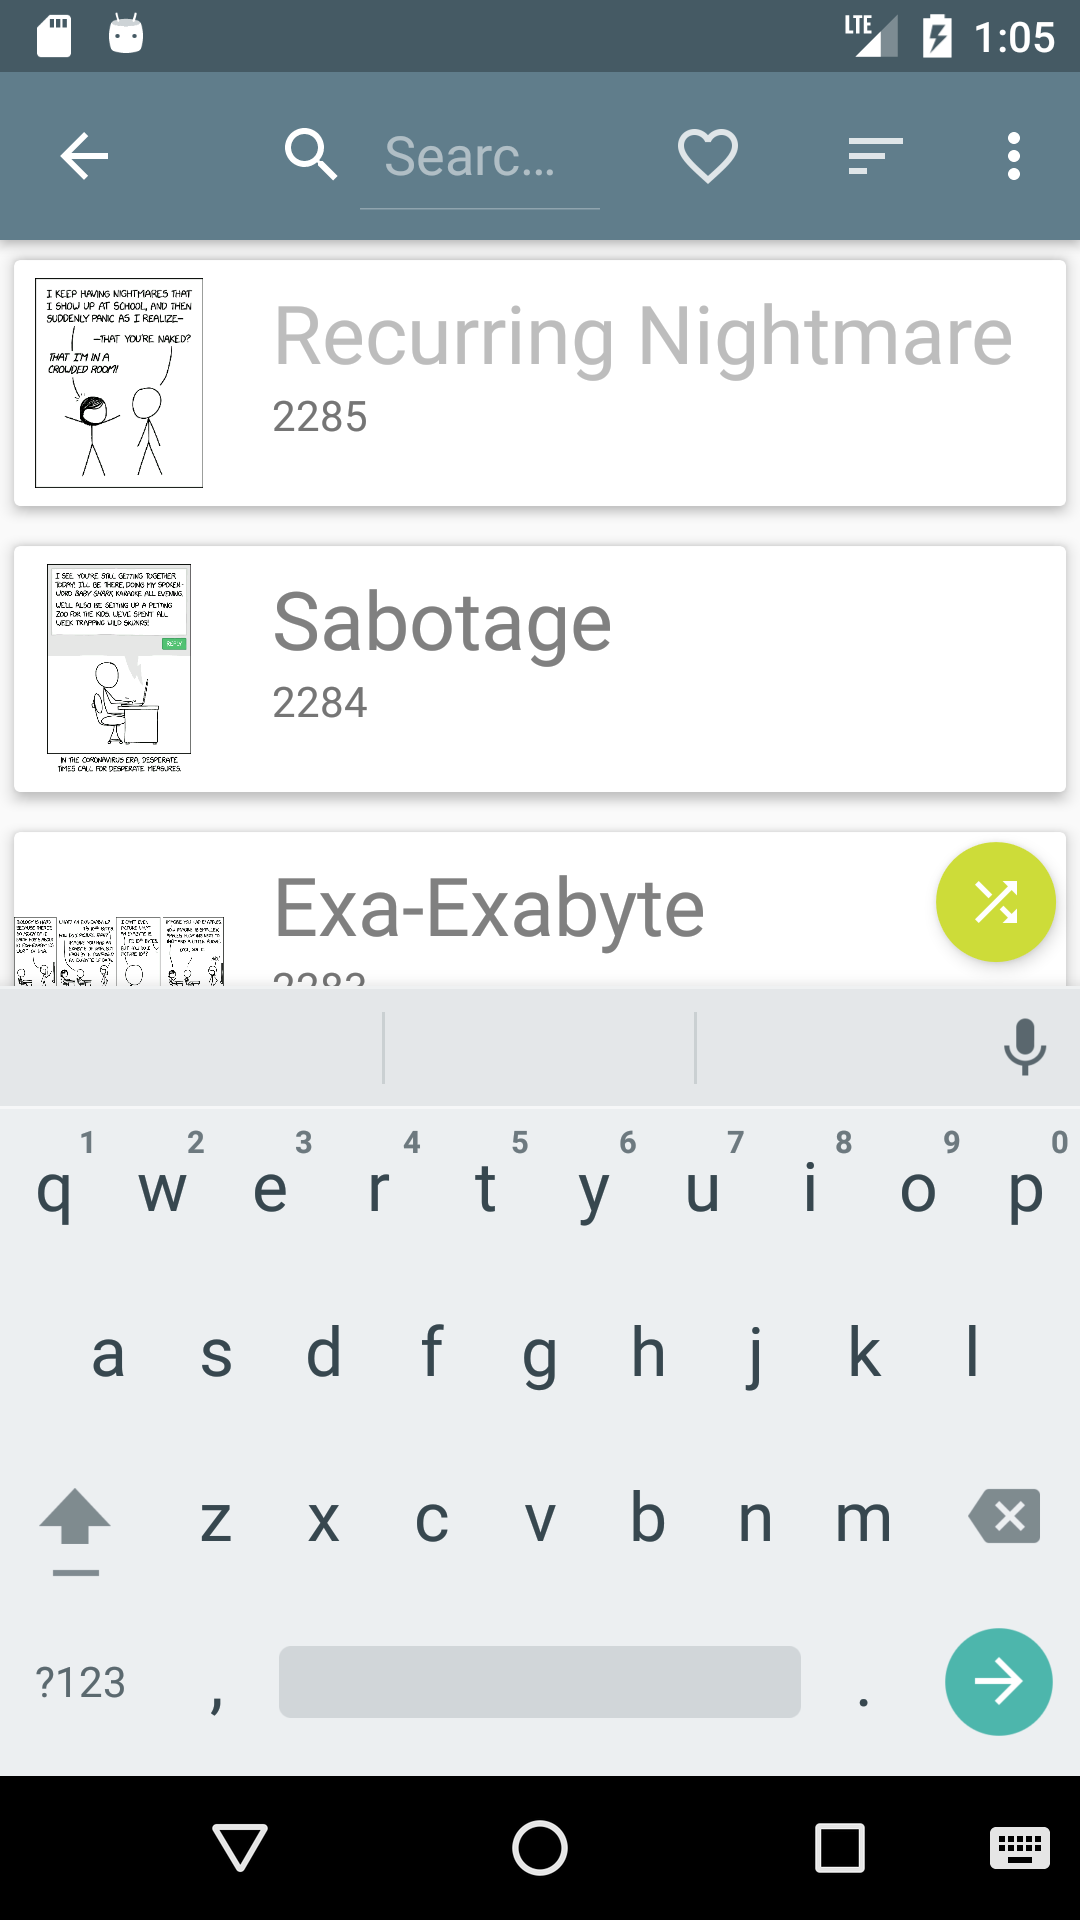 LTE 1:05
Searc...
I KEEP HAVING NIGHTMARES THAT
I SHOW UP AT SCHOOL, AND THEN
SUDDENLY PANIC AS I REALIZE—
—THAT YOU'RE NAKED?
THAT I'M IN A
CROWDED ROOM!
Recurring Nightmare
2285
I SEE YOU'RE STILL GETTING TOGETHER
TODAY! I'LL BE THERE, DOING MY SPOKEN-
WORD BABY SHARK KARAOKE ALL EVENING.
WE'LL ALSO BE SETTING UP A PETTING
ZOO FOR THE KIDS. WE'VE SPENT ALL
WEEK TRAPPING WILD SKUNKS!
REPLY
IN THE CORONAVIRUS ERA, DESPERATE
TIMES CALL FOR DESPERATE MEASURES.
Sabotage
2284
Exa-Exabyte
2283
1 2 3 4 5 6 7 8 9 0
q w e r t y u i o p
a s d f g h j k l
z x c v b n m
?123 , .